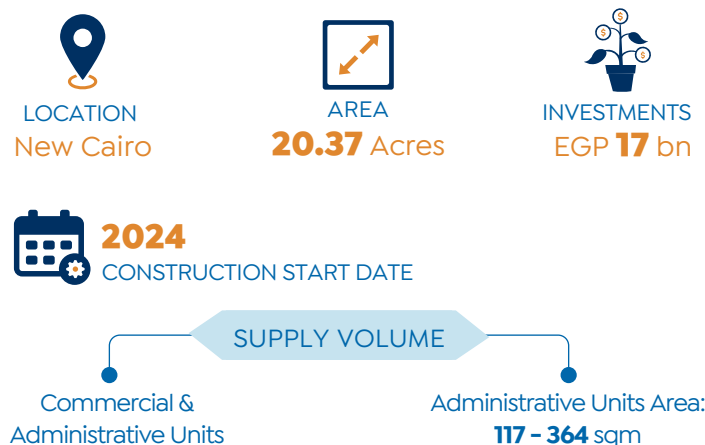 LOCATION
New Cairo
AREA
20.37 Acres
INVESTMENTS
EGP 17 bn
2024
CONSTRUCTION START DATE
SUPPLY VOLUME
Commercial &
Administrative Units
Administrative Units Area:
117 - 364 sqm